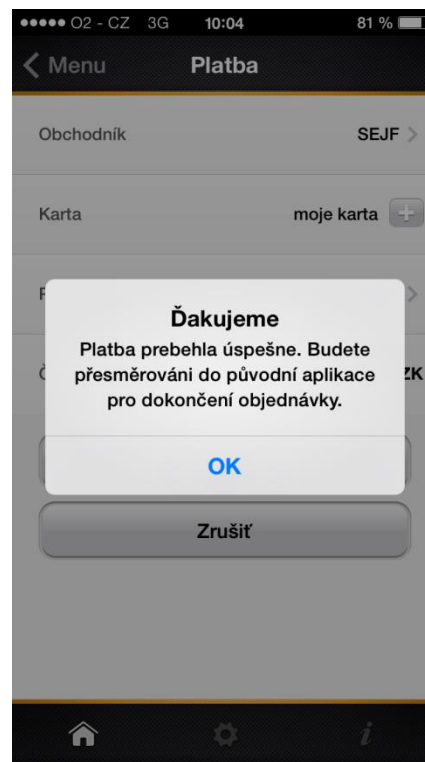 O2 - CZ 3G 10:04 81 %
Menu Platba
Obchodník SEJF
Karta moje karta
Ďakujeme
Platba prebehla úspešne. Budete
přesměrováni do původní aplikace
pro dokončení objednávky.
OK
Zrušiť